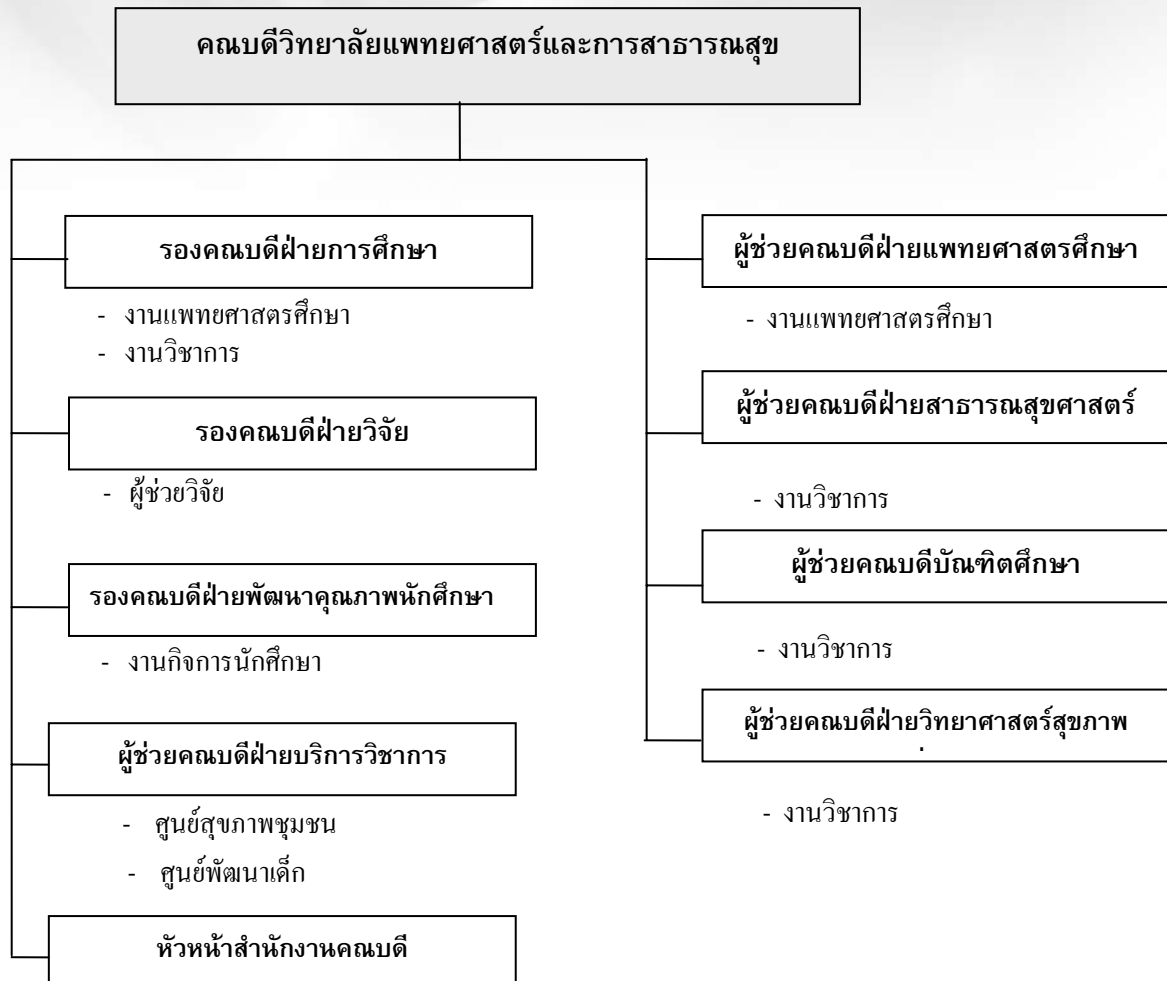 คณบดีวิทยาลัยแพทยศาสตร์และการสาธารณสุข
รองคณบดีฝ่ายการศึกษา
- งานแพทยศาสตรศึกษา
- งานวิชาการ
รองคณบดีฝ่ายวิจัย
- ผู้ช่วยวิจัย
รองคณบดีฝ่ายพัฒนาคุณภาพนักศึกษา
- งานกิจการนักศึกษา
ผู้ช่วยคณบดีฝ่ายบริการวิชาการ
- ศูนย์สุขภาพชุมชน
- ศูนย์พัฒนาเด็ก
หัวหน้าสำนักงานคณบดี
ผู้ช่วยคณบดีฝ่ายแพทยศาสตรศึกษา
- งานแพทยศาสตรศึกษา
ผู้ช่วยคณบดีฝ่ายสาธารณสุขศาสตร์
- งานวิชาการ
ผู้ช่วยคณบดีบัณฑิตศึกษา
- งานวิชาการ
ผู้ช่วยคณบดีฝ่ายวิทยาศาสตร์สุขภาพ
- งานวิชาการ